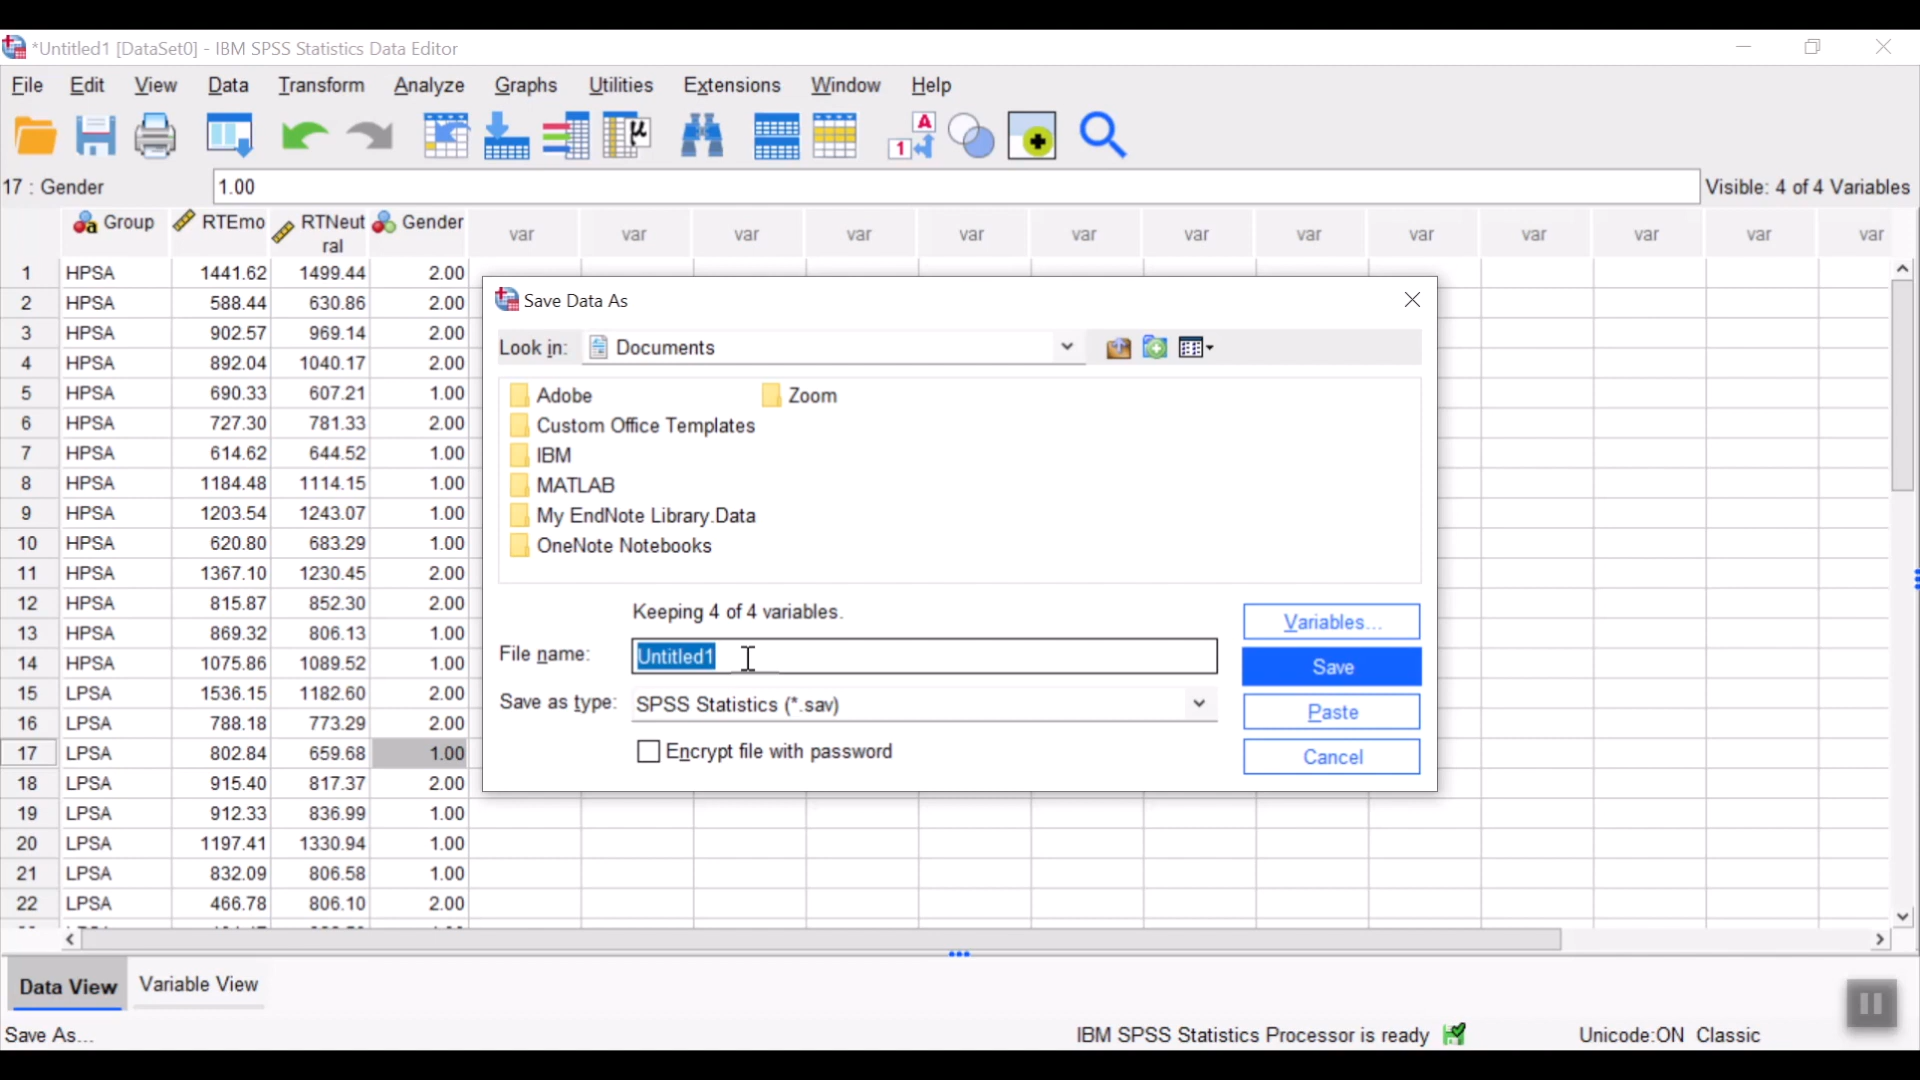 *Untitled1 [DataSet0] - IBM SPSS Statistics Data Editor
File Edit View Data Transform Analyze Graphs Utilities Extensions Window Help
17 : Gender 1.00 Visible: 4 of 4 Variables
Group RTEmo RTNeut Gender var var var var var var var var var var var var var
ral
1 HPSA 1441.62 1499.44 2.00
2 HPSA 588.44 630.86 2.00
3 HPSA 902.57 969.14 2.00
4 HPSA 892.04 1040.17 2.00
5 HPSA 690.33 607.21 1.00
6 HPSA 727.30 781.33 2.00
7 HPSA 614.62 644.52 1.00
8 HPSA 1184.48 1114.15 1.00
9 HPSA 1203.54 1243.07 1.00
10 HPSA 620.80 683.29 1.00
11 HPSA 1367.10 1230.45 2.00
12 HPSA 815.87 852.30 2.00
13 HPSA 869.32 806.13 1.00
14 HPSA 1075.86 1089.52 1.00
15 LPSA 1536.15 1182.60 2.00
16 LPSA 788.18 773.29 2.00
17 LPSA 802.84 659.68 1.00
18 LPSA 915.40 817.37 2.00
19 LPSA 912.33 836.99 1.00
20 LPSA 1197.41 1330.94 1.00
21 LPSA 832.09 806.58 1.00
22 LPSA 466.78 806.10 2.00
Save Data As
Look in: Documents
Adobe Zoom
Custom Office Templates
IBM
MATLAB
My EndNote Library.Data
OneNote Notebooks
Keeping 4 of 4 variables.
Variables...
File name: Untitled1
Save
Save as type: SPSS Statistics (*.sav)
Paste
Encrypt file with password
Cancel
Data View Variable View
Save As... IBM SPSS Statistics Processor is ready Unicode:ON Classic